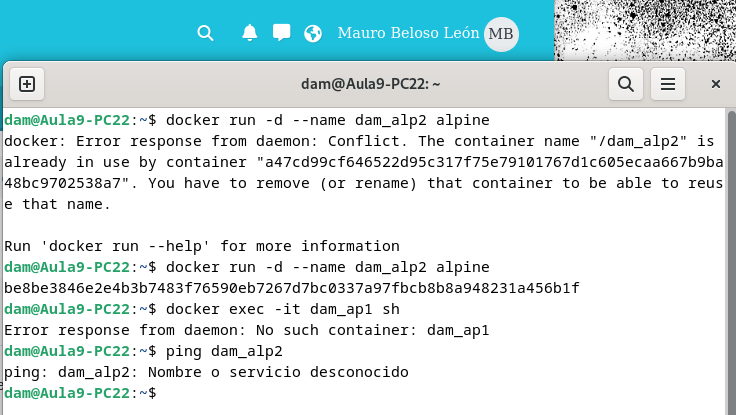 Mauro Beloso León MB
dam@Aula9-PC22: ~
dam@Aula9-PC22:~$ docker run -d --name dam_alp2 alpine
docker: Error response from daemon: Conflict. The container name "/dam_alp2" is
already in use by container "a47cd99cf646522d95c317f75e79101767d1c605ecaa667b9ba
48bc9702538a7". You have to remove (or rename) that container to be able to reus
e that name.
Run 'docker run --help' for more information
dam@Aula9-PC22:~$ docker run -d --name dam_alp2 alpine
be8be3846e2e4b3b7483f76590eb7267d7bc0337a97fbcb8b8a948231a456b1f
dam@Aula9-PC22:~$ docker exec -it dam_ap1 sh
Error response from daemon: No such container: dam_ap1
dam@Aula9-PC22:~$ ping dam_alp2
ping: dam_alp2: Nombre o servicio desconocido
dam@Aula9-PC22:~$